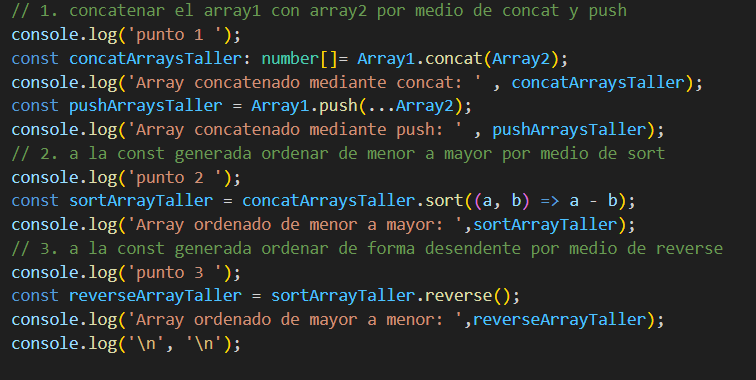 // 1. concatenar el array1 con array2 por medio de concat y push
console.log('punto 1 ');
const concatArraysTaller: number[]= Array1.concat(Array2);
console.log('Array concatenado mediante concat: ' , concatArraysTaller);
const pushArraysTaller = Array1.push(...Array2);
console.log('Array concatenado mediante push: ' , pushArraysTaller);
// 2. a la const generada ordenar de menor a mayor por medio de sort
console.log('punto 2 ');
const sortArrayTaller = concatArraysTaller.sort((a, b) => a - b);
console.log('Array ordenado de menor a mayor: ',sortArrayTaller);
// 3. a la const generada ordenar de forma desendente por medio de reverse
console.log('punto 3 ');
const reverseArrayTaller = sortArrayTaller.reverse();
console.log('Array ordenado de mayor a menor: ',reverseArrayTaller);
console.log('\n', '\n');